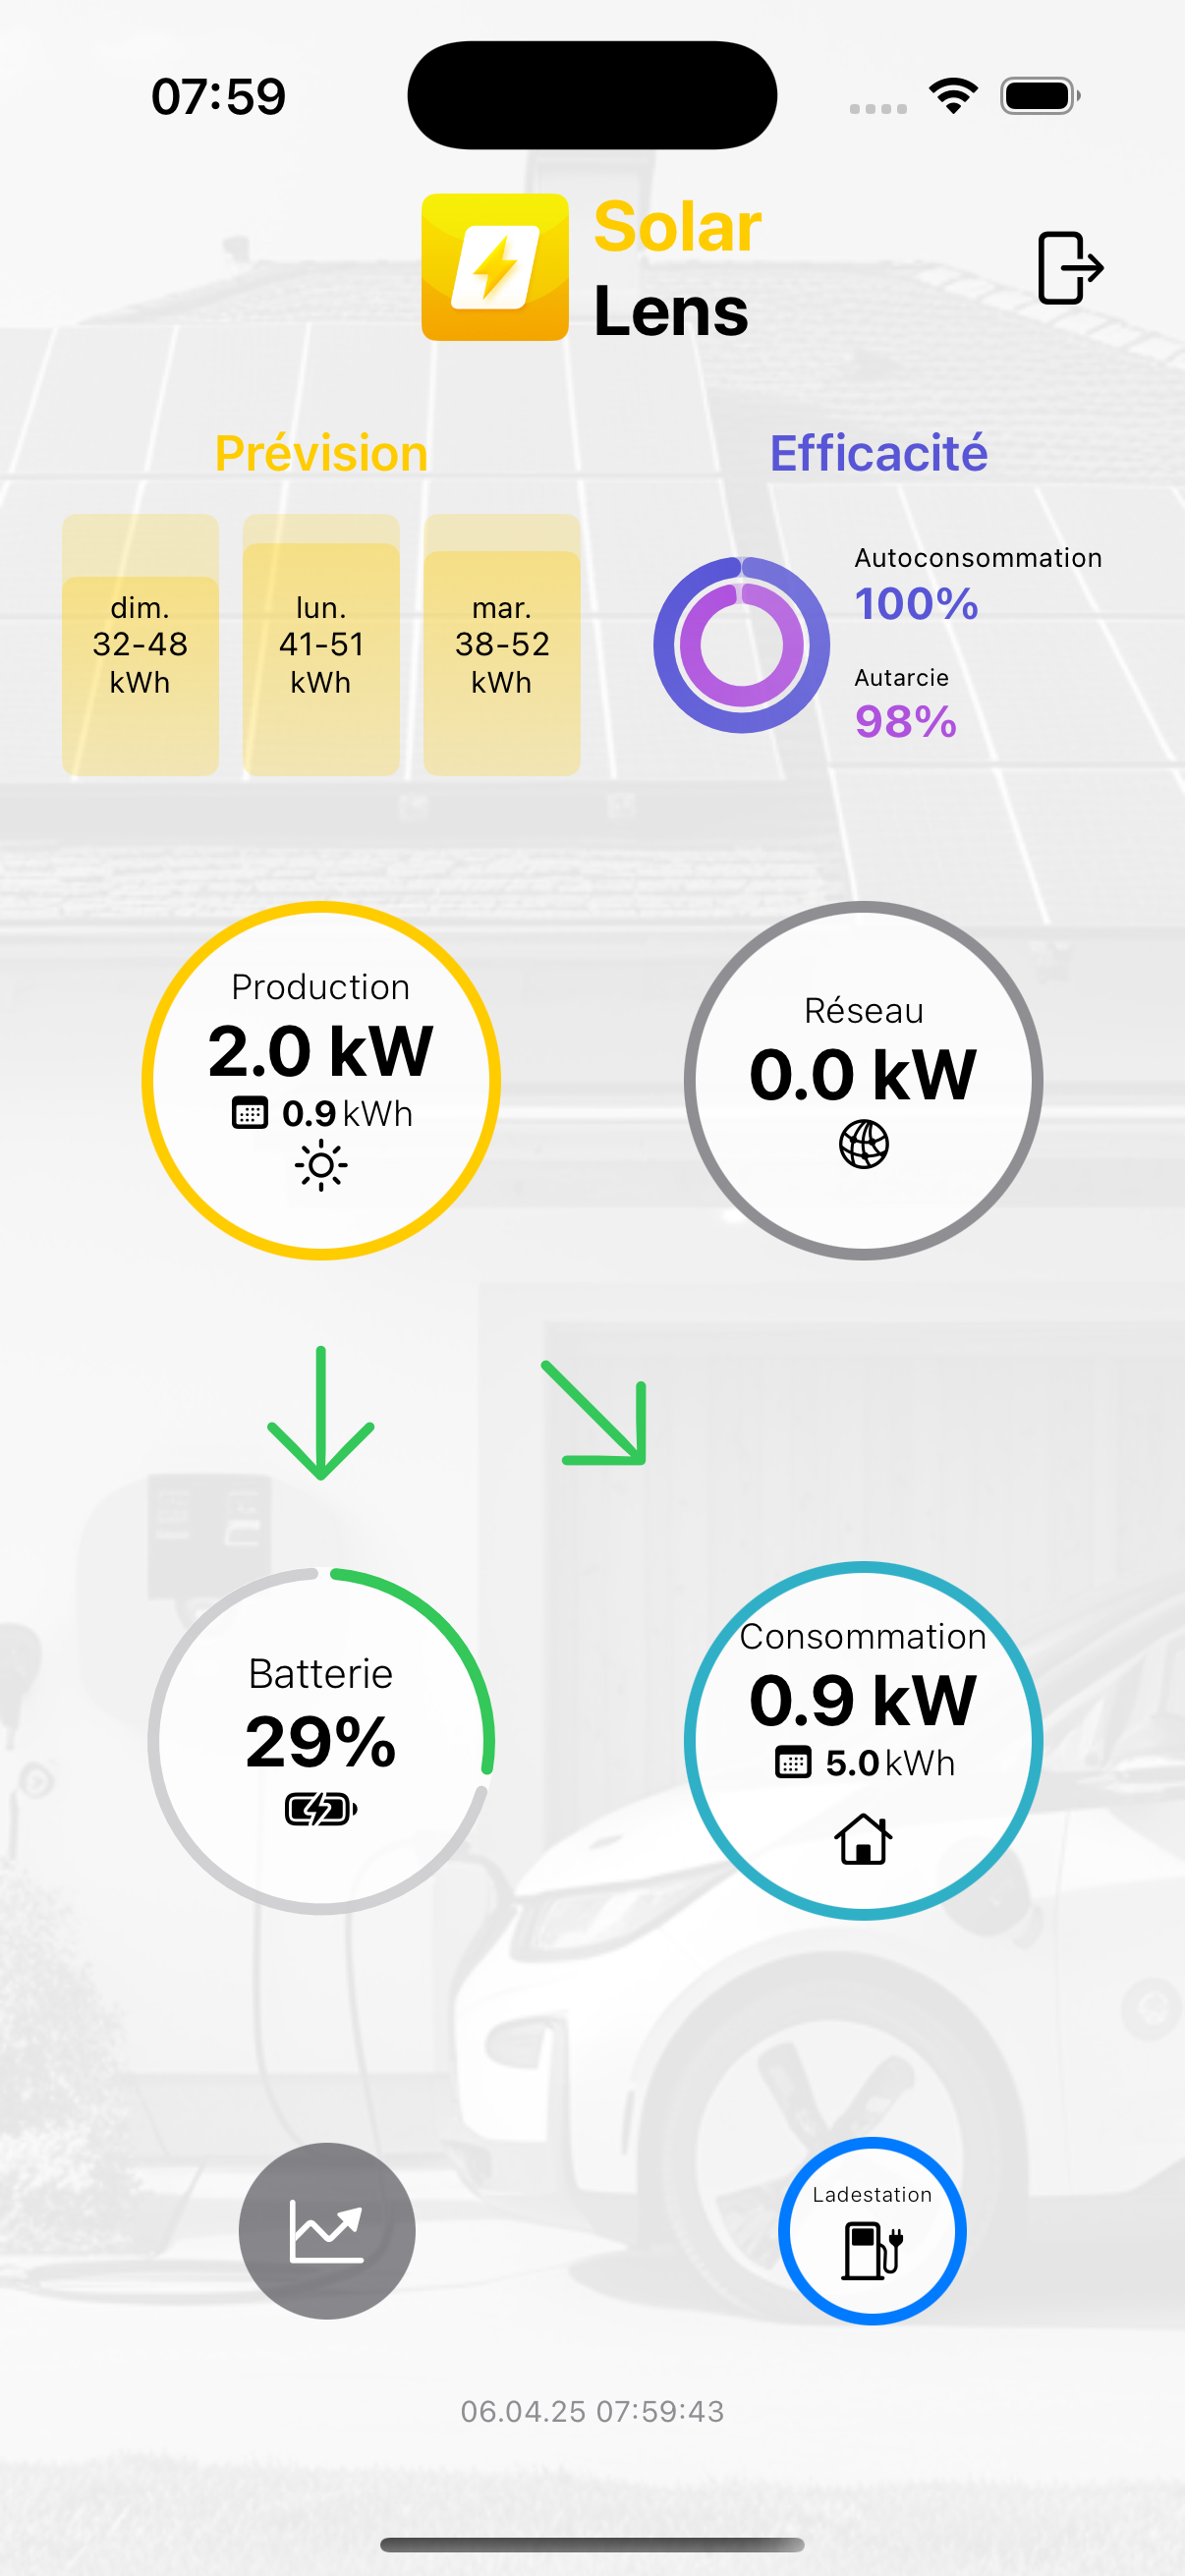 07:59
Solar
Lens
Prévision
Efficacité
dim.
32-48
kWh
lun.
41-51
kWh
mar.
38-52
kWh
Autoconsommation
100%
Autarcie
98%
Production
2.0 kW
0.9 kWh
Réseau
0.0 kW
Batterie
29%
Consommation
0.9 kW
5.0 kWh
Ladestation
06.04.25 07:59:43